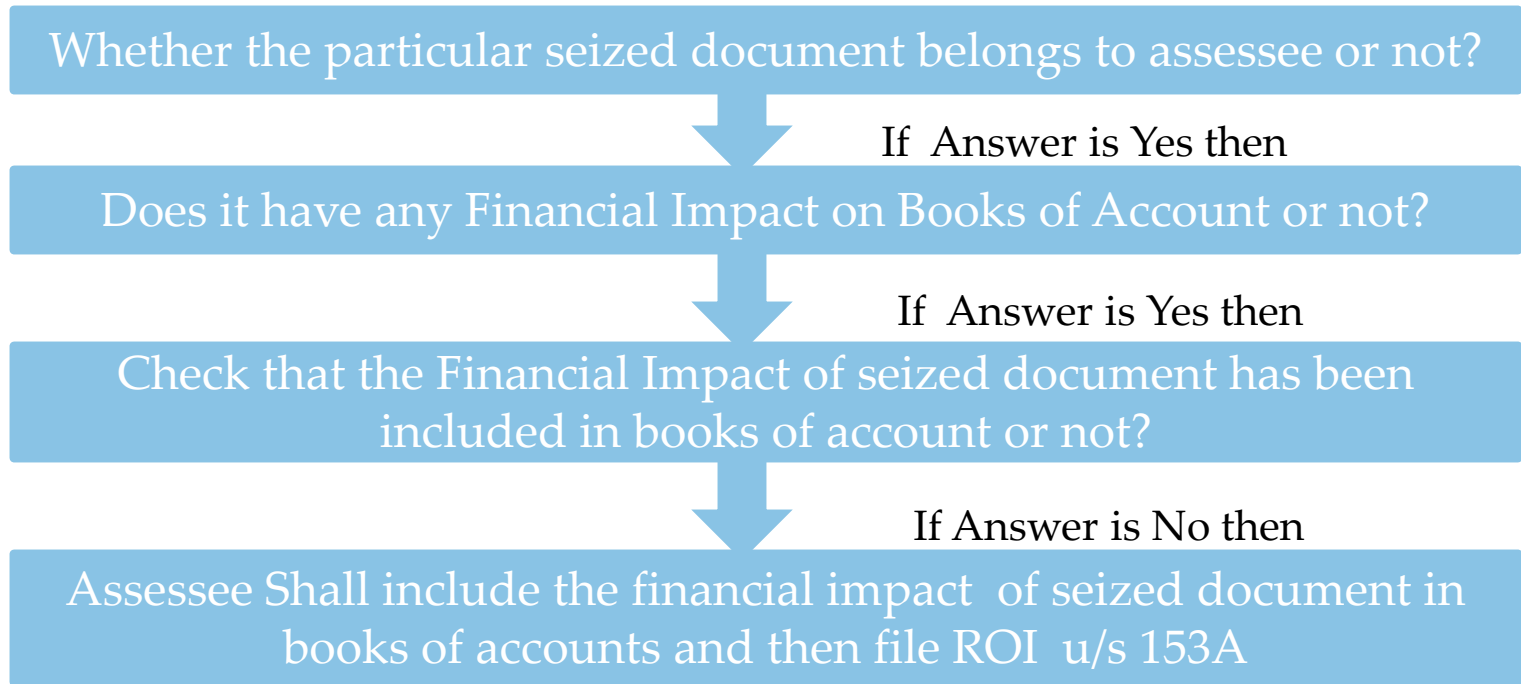 Whether the particular seized document belongs to assessee or not?
If Answer is Yes then
Does it have any Financial Impact on Books of Account or not?
If Answer is Yes then
Check that the Financial Impact of seized document has been
included in books of account or not?
If Answer is No then
Assessee Shall include the financial impact of seized document in
books of accounts and then file ROI u/s 153A